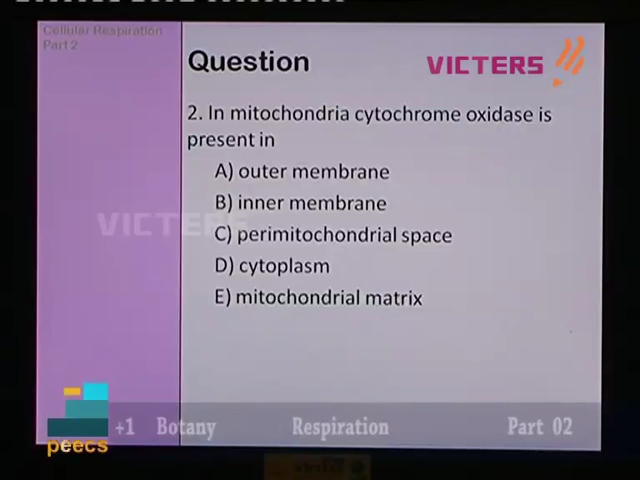 Cellular Respiration
Part 2
Question
VICTERS
2. In mitochondria cytochrome oxidase is
present in
A) outer membrane
B) inner membrane
C) perimitochondrial space
D) cytoplasm
E) mitochondrial matrix
VICTERS
+1 Botany Respiration Part 02
peecs